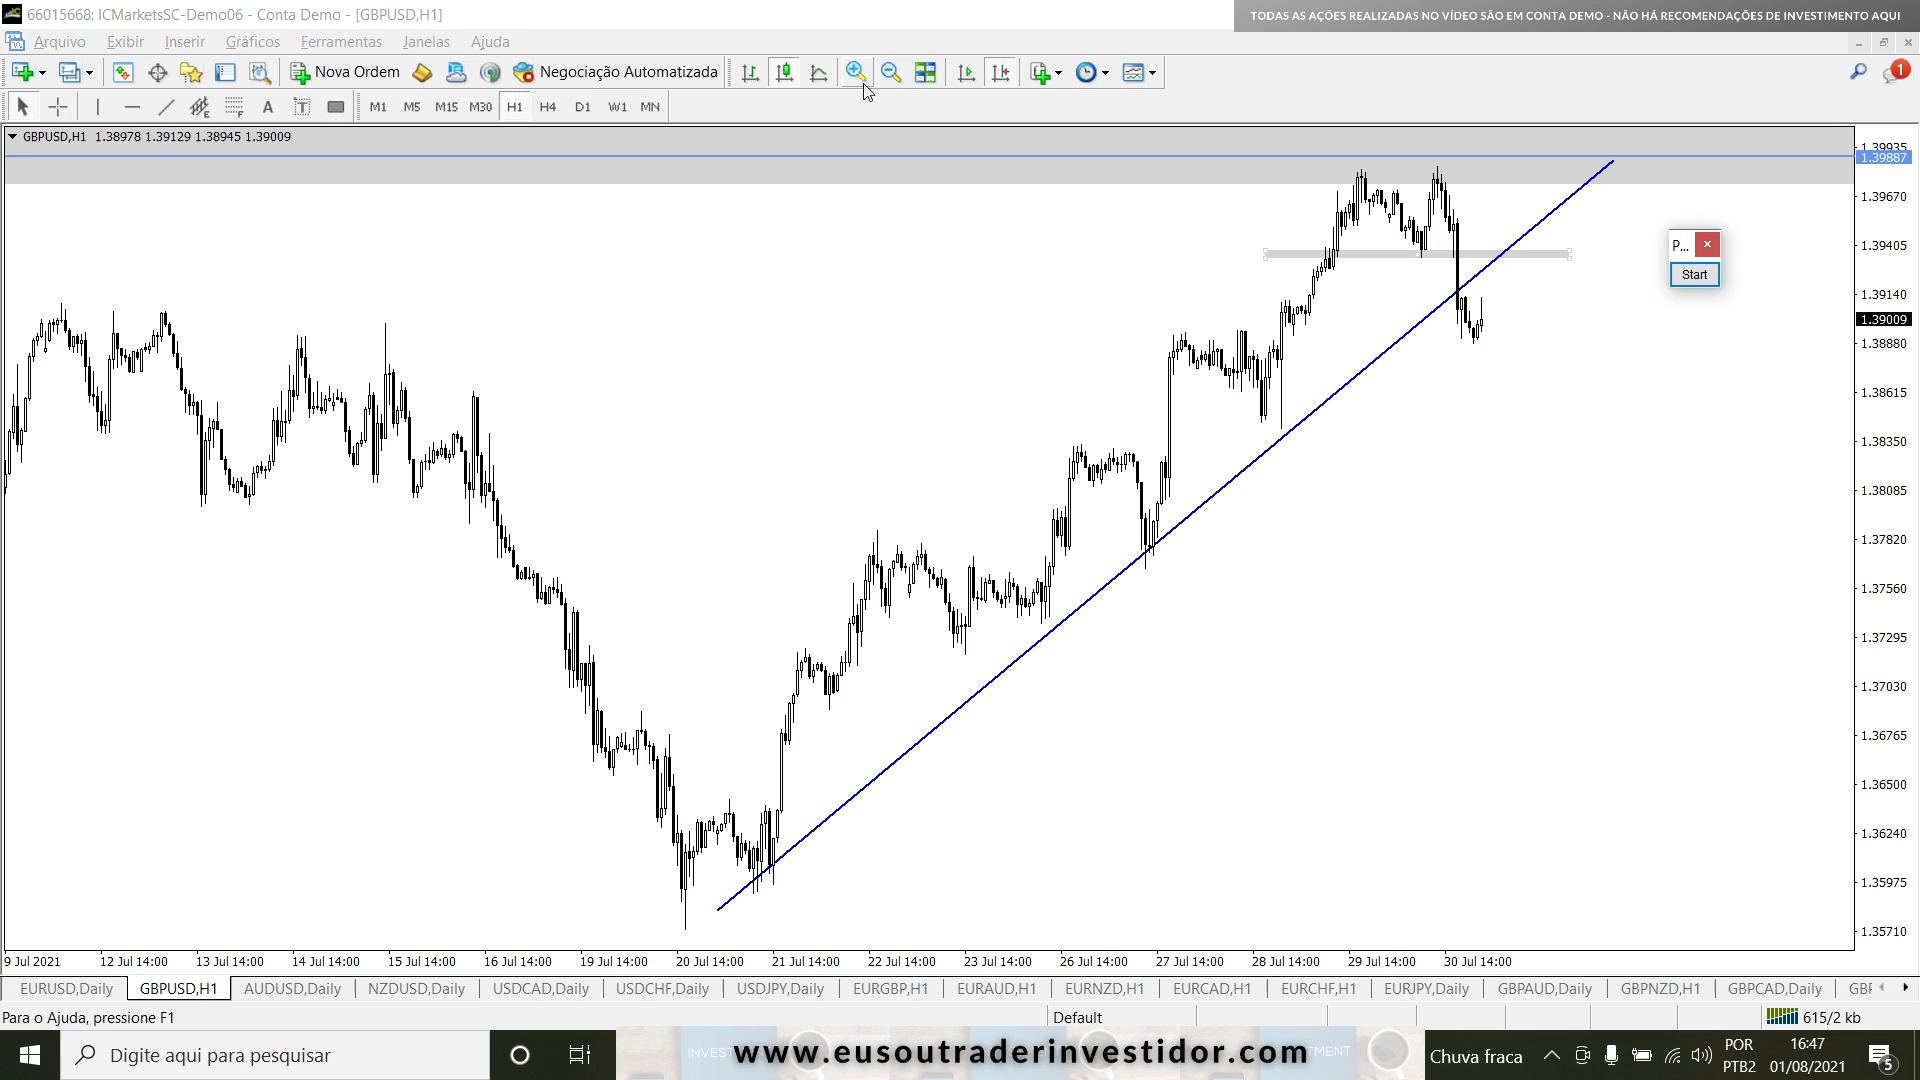 66015668: ICMarketsSC-Demo06 - Conta Demo - [GBPUSD,H1]
TODAS AS AÇÕES REALIZADAS NO VÍDEO SÃO EM CONTA DEMO - NÃO HÁ RECOMENDAÇÕES DE INVESTIMENTO AQUI
Arquivo Exibir Inserir Gráficos Ferramentas Janelas Ajuda
Nova Ordem Negociação Automatizada 1
A T M1 M5 M15 M30 H1 H4 D1 W1 MN
GBPUSD,H1 1.38978 1.39129 1.38945 1.39009
1.39935
1.39887
1.39670
1.39405
P...
Start
1.39140
1.39009
1.38880
1.38615
1.38350
1.38085
1.37820
1.37560
1.37295
1.37030
1.36765
1.36500
1.36240
1.35975
1.35710
9 Jul 2021 12 Jul 14:00 13 Jul 14:00 14 Jul 14:00 15 Jul 14:00 16 Jul 14:00 19 Jul 14:00 20 Jul 14:00 21 Jul 14:00 22 Jul 14:00 23 Jul 14:00 26 Jul 14:00 27 Jul 14:00 28 Jul 14:00 29 Jul 14:00 30 Jul 14:00
EURUSD,Daily GBPUSD,H1 AUDUSD,Daily NZDUSD,Daily USDCAD,Daily USDCHF,Daily USDJPY,Daily EURGBP,H1 EURAUD,H1 EURNZD,H1 EURCAD,H1 EURCHF,H1 EURJPY,Daily GBPAUD,Daily GBPNZD,H1 GBPCAD,Daily
Para o Ajuda, pressione F1 Default 615/2 kb
Digite aqui para pesquisar
www.eusoutraderinvestidor.com
Chuva fraca
POR
PTB2
16:47
01/08/2021
5